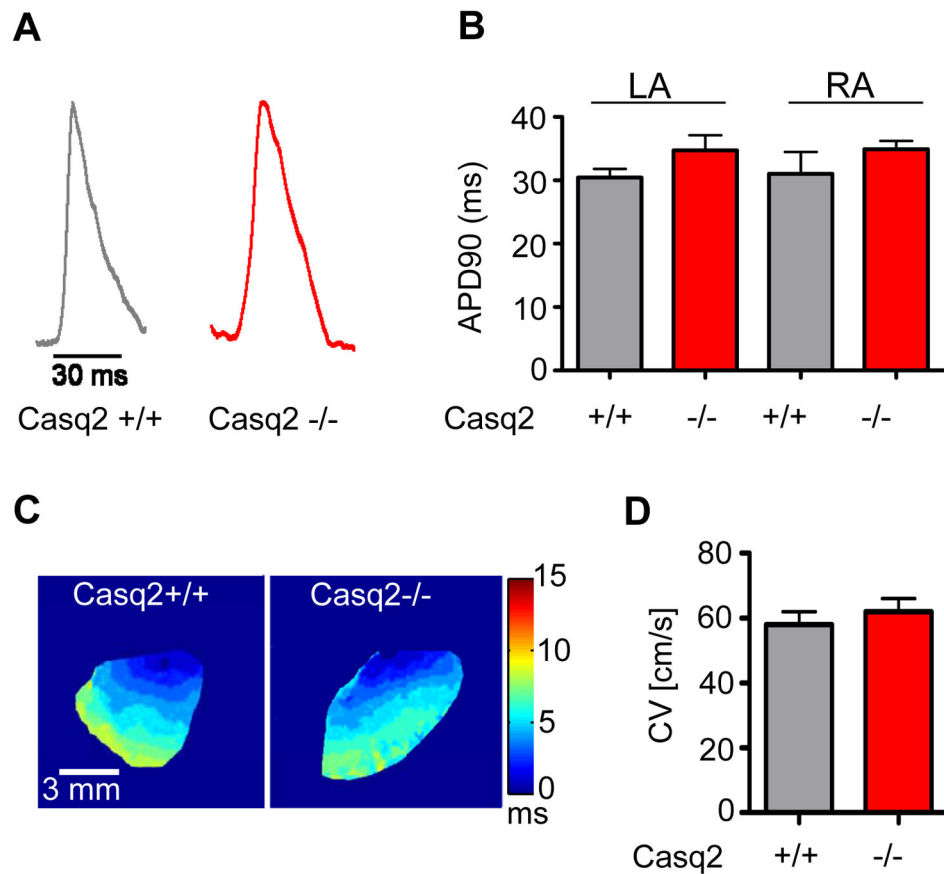 A
30 ms
Casq2 +/+ Casq2 -/-
B
LA RA
APD90 (ms)
40
30
20
10
0
Casq2 +/+ -/- +/+ -/-
C
Casq2+/+ Casq2-/-
3 mm
15
10
5
0
ms
D
CV [cm/s]
80
60
40
20
0
Casq2 +/+ -/-